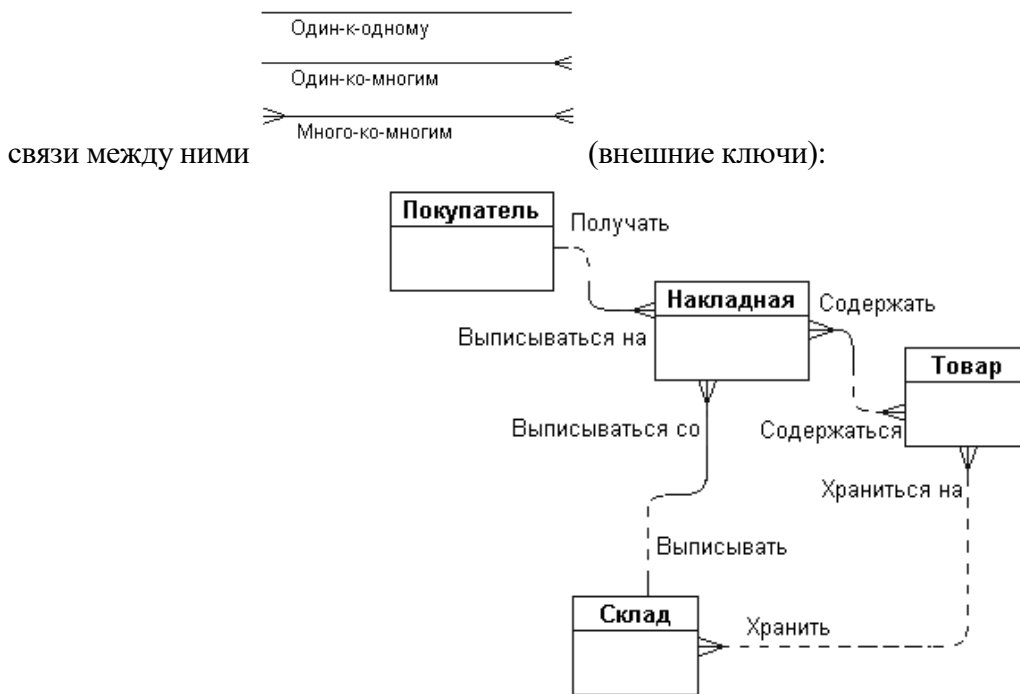 Один-к-одному
Один-ко-многим
Много-ко-многим
связи между ними (внешние ключи):
Покупатель
Получать
Накладная
Содержать
Выписываться на
Товар
Выписываться со
Содержаться
Храниться на
Выписывать
Склад
Хранить